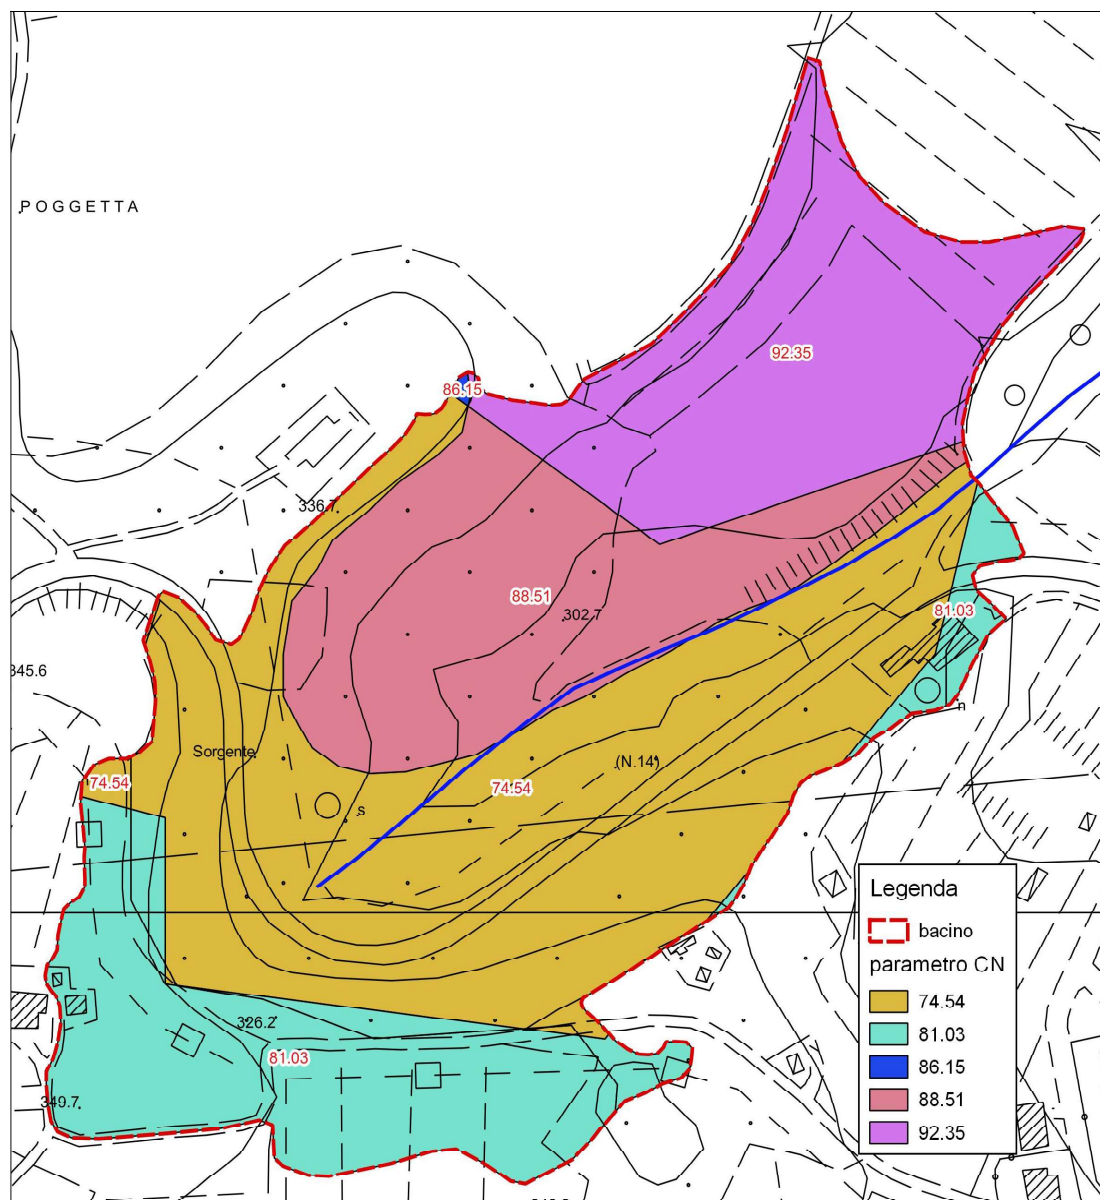 POGGETTA
92.35
86.15
336.7
88.51
302.7
81.03
345.6
n
Sorgente
(N.14)
74.54
74.54
s
Legenda
bacino
parametro CN
74.54
81.03
86.15
88.51
92.35
326.2
81.03
349.7